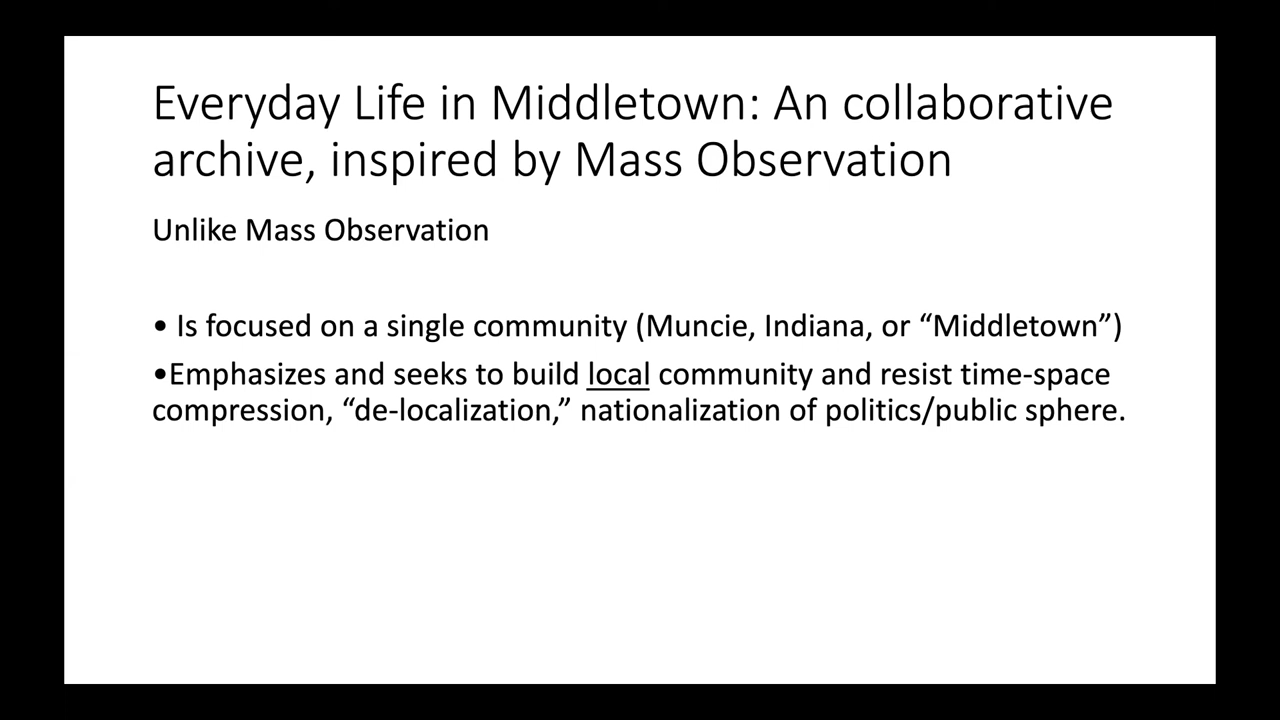 Everyday Life in Middletown: An collaborative
archive, inspired by Mass Observation
Unlike Mass Observation
• Is focused on a single community (Muncie, Indiana, or “Middletown”)
•Emphasizes and seeks to build local community and resist time-space
compression, “de-localization,” nationalization of politics/public sphere.